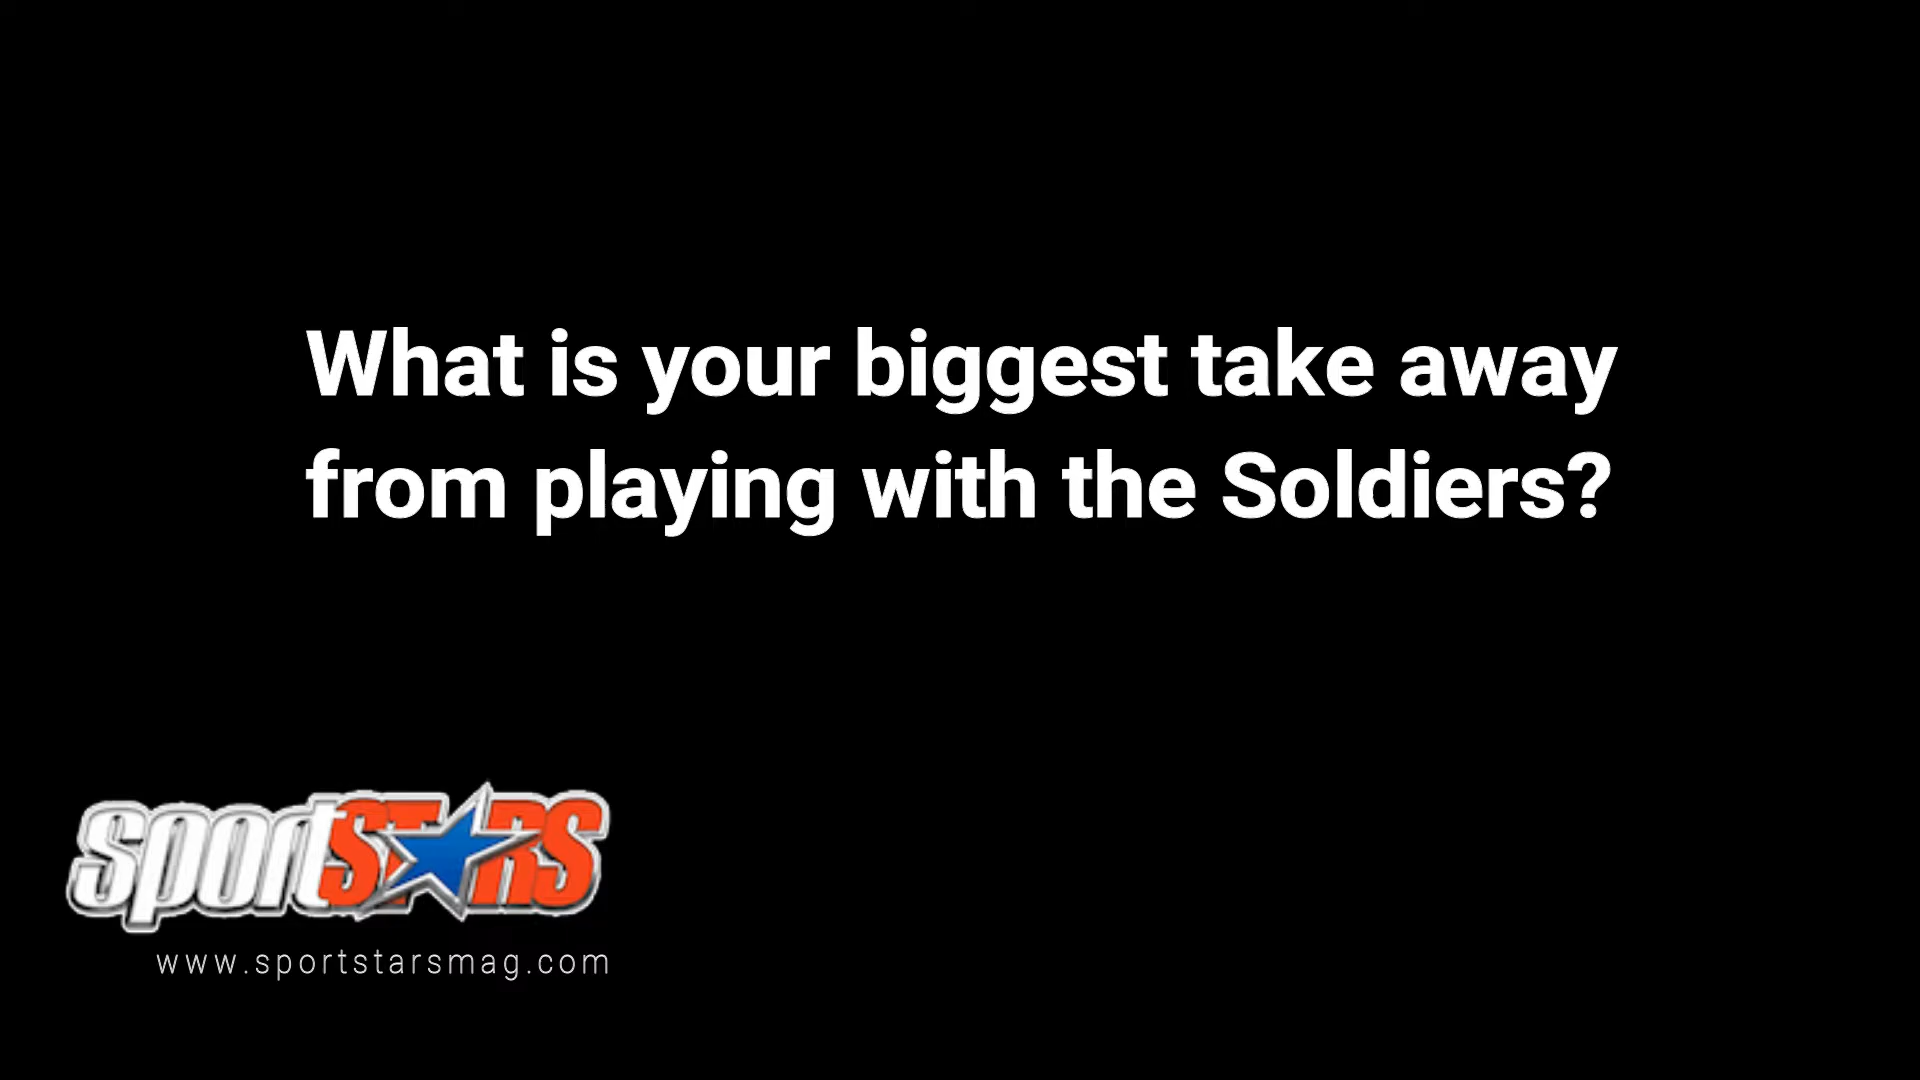 What is your biggest take away
from playing with the Soldiers?
sportSTARS
www.sportstarsmag.com